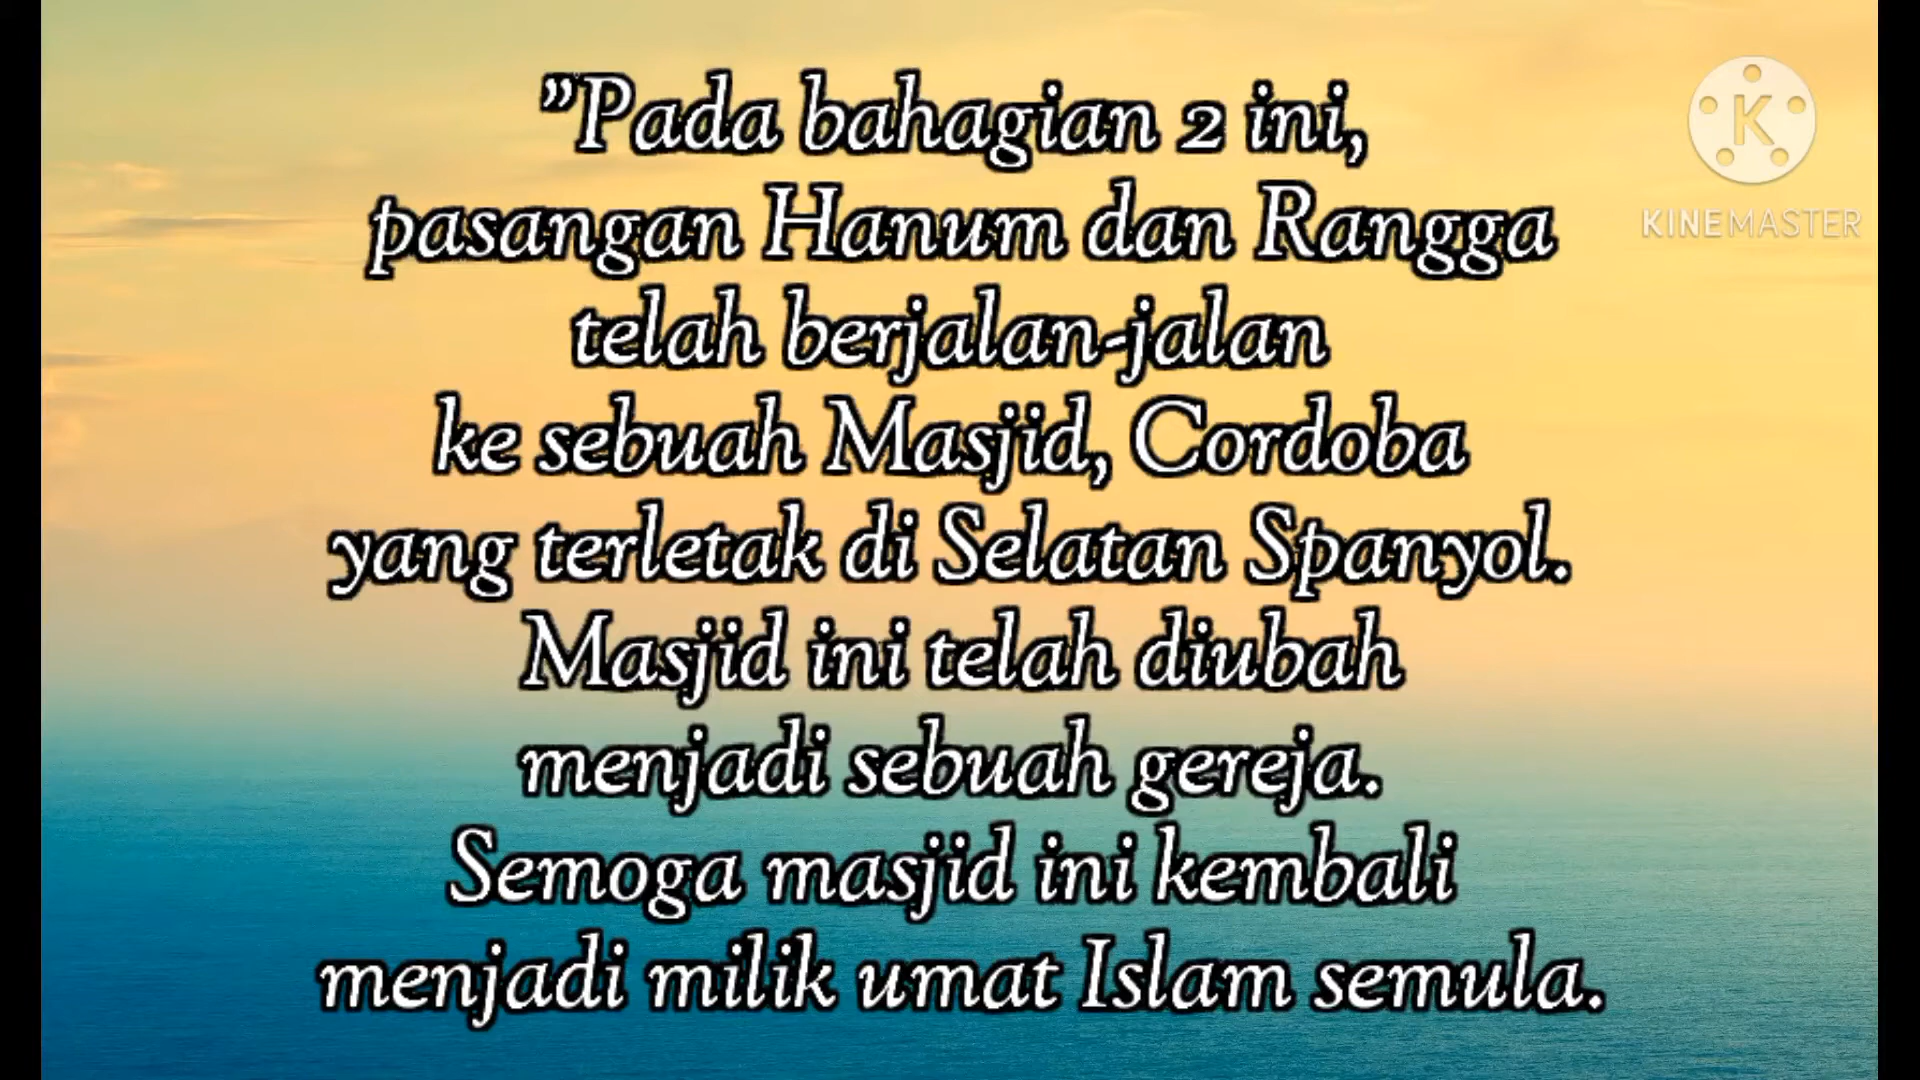 "Pada bahagian 2 ini,
pasangan Hanum dan Rangga
telah berjalan-jalan
ke sebuah Masjid, Cordoba
yang terletak di Selatan Spanyol.
Masjid ini telah diubah
menjadi sebuah gereja.
Semoga masjid ini kembali
menjadi milik umat Islam semula.
K
KINEMASTER